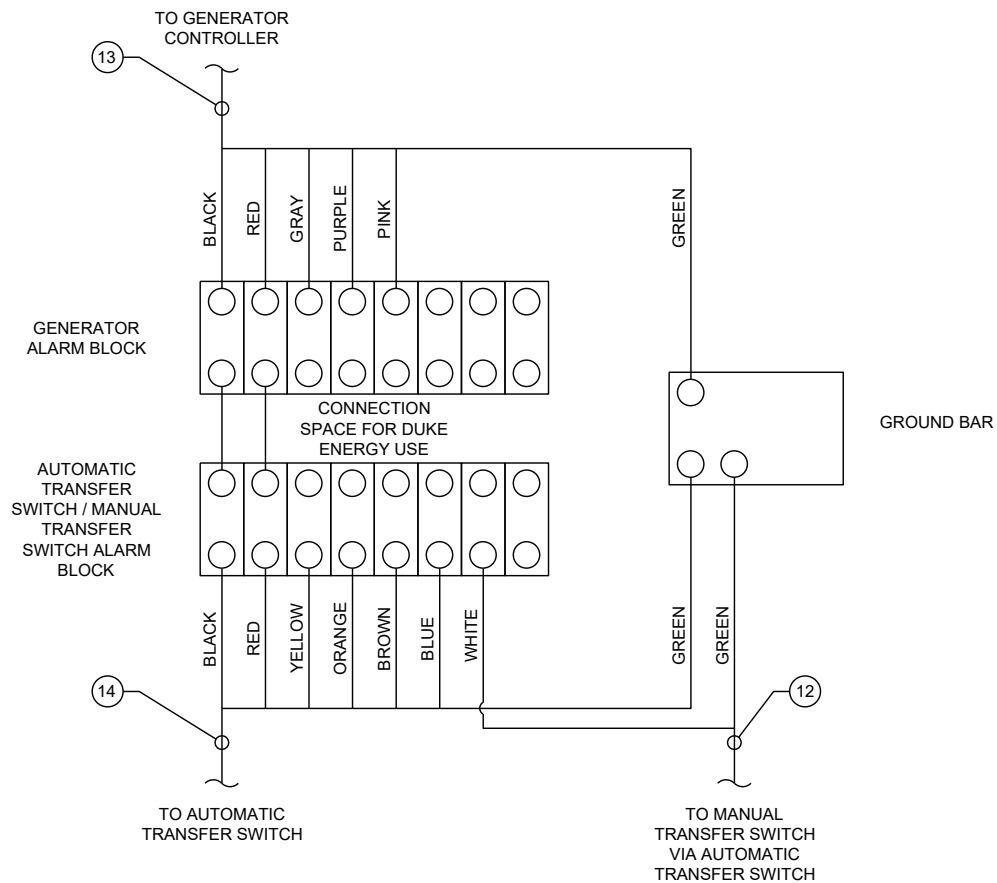 TO GENERATOR
CONTROLLER
13
BLACK
RED
GRAY
PURPLE
PINK
GREEN
GENERATOR
ALARM BLOCK
CONNECTION
SPACE FOR DUKE
ENERGY USE
GROUND BAR
AUTOMATIC
TRANSFER
SWITCH / MANUAL
TRANSFER
SWITCH ALARM
BLOCK
BLACK
RED
YELLOW
ORANGE
BROWN
BLUE
WHITE
GREEN
GREEN
14
12
TO AUTOMATIC
TRANSFER SWITCH
TO MANUAL
TRANSFER SWITCH
VIA AUTOMATIC
TRANSFER SWITCH